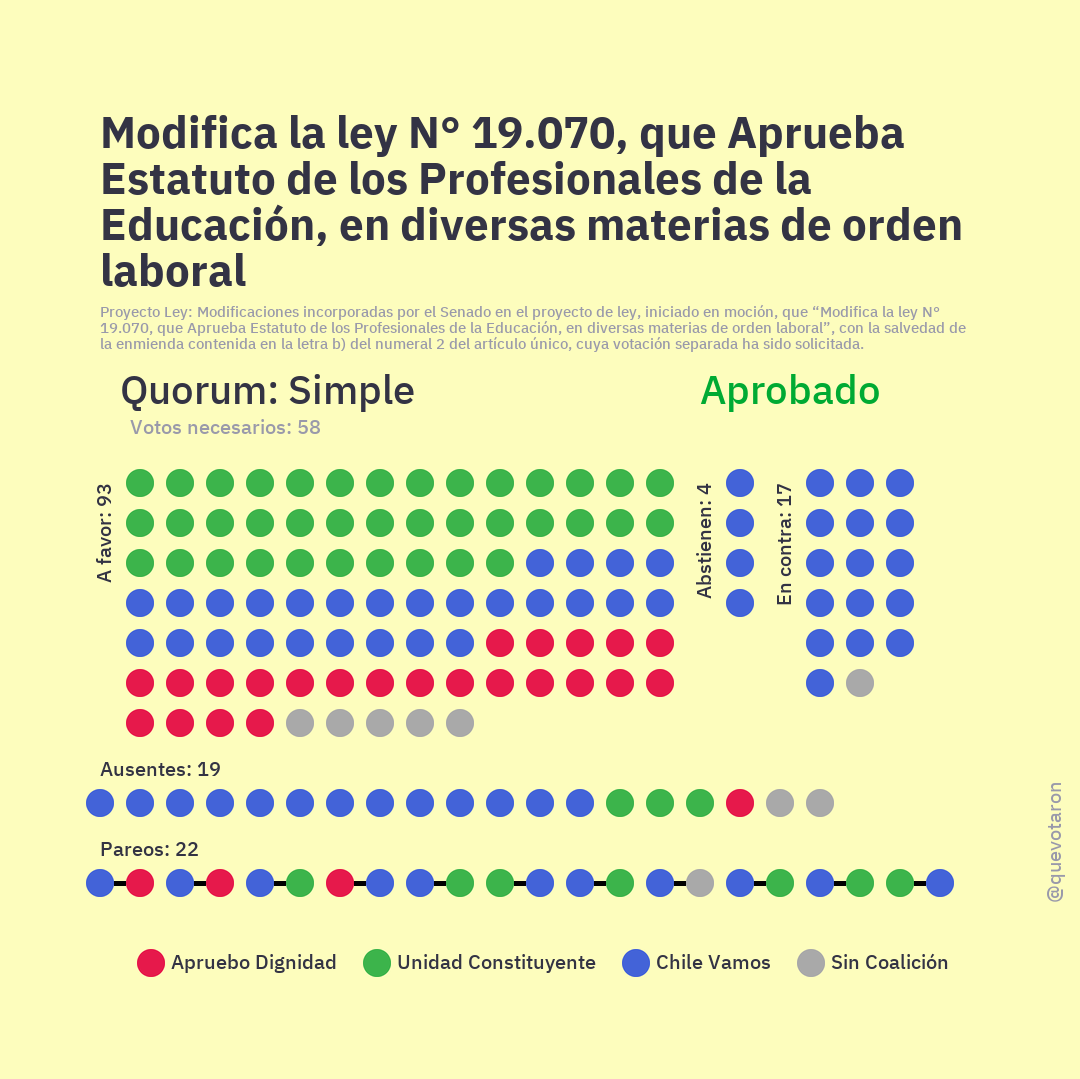 Modifica la ley N° 19.070, que Aprueba
Estatuto de los Profesionales de la
Educación, en diversas materias de orden
laboral
Proyecto Ley: Modificaciones incorporadas por el Senado en el proyecto de ley, iniciado en moción, que “Modifica la ley N°
19.070, que Aprueba Estatuto de los Profesionales de la Educación, en diversas materias de orden laboral”, con la salvedad de
la enmienda contenida en la letra b) del numeral 2 del artículo único, cuya votación separada ha sido solicitada.
Quorum: Simple
Aprobado
Votos necesarios: 58
A favor: 93
Abstienen: 4
En contra: 17
Ausentes: 19
Pareos: 22
@quevotaron
Apruebo Dignidad
Unidad Constituyente
Chile Vamos
Sin Coalición